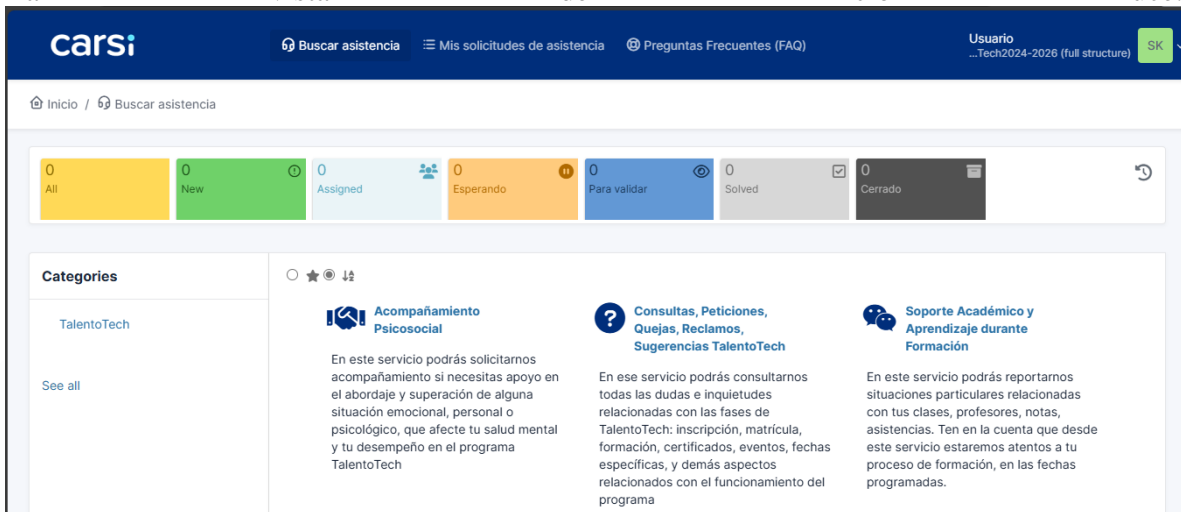 carsi
Buscar asistencia
Mis solicitudes de asistencia
Preguntas Frecuentes (FAQ)
Usuario
...Tech2024-2026 (full structure)
SK
Inicio / Buscar asistencia
0
All
0
New
0
Assigned
0
Esperando
0
Para validar
0
Solved
0
Cerrado
Categories
TalentoTech
See all
Acompañamiento
Psicosocial
En este servicio podrás solicitarnos
acompañamiento si necesitas apoyo en
el abordaje y superación de alguna
situación emocional, personal o
psicológico, que afecte tu salud mental
y tu desempeño en el programa
TalentoTech
Consultas, Peticiones,
Quejas, Reclamos,
Sugerencias TalentoTech
En ese servicio podrás consultarnos
todas las dudas e inquietudes
relacionadas con las fases de
TalentoTech: inscripción, matrícula,
formación, certificados, eventos, fechas
específicas, y demás aspectos
relacionados con el funcionamiento del
programa
Soporte Académico y
Aprendizaje durante
Formación
En este servicio podrás reportarnos
situaciones particulares relacionadas
con tus clases, profesores, notas,
asistencias. Ten en la cuenta que desde
este servicio estaremos atentos a tu
proceso de formación, en las fechas
programadas.